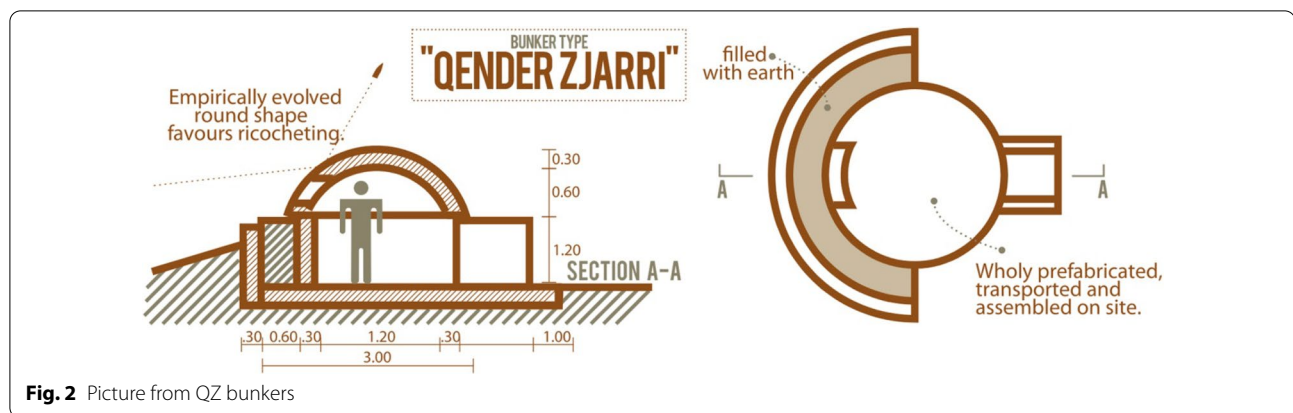 BUNKER TYPE
"QENDER ZJARRI"
Empirically evolved
round shape
favours ricocheting.
0.30
0.60
1.20
SECTION A-A
.30 0.60 .30 1.20 .30 1.00
3.00
filled
with earth
A A
Wholly prefabricated,
transported and
assembled on site.
Fig. 2 Picture from QZ bunkers